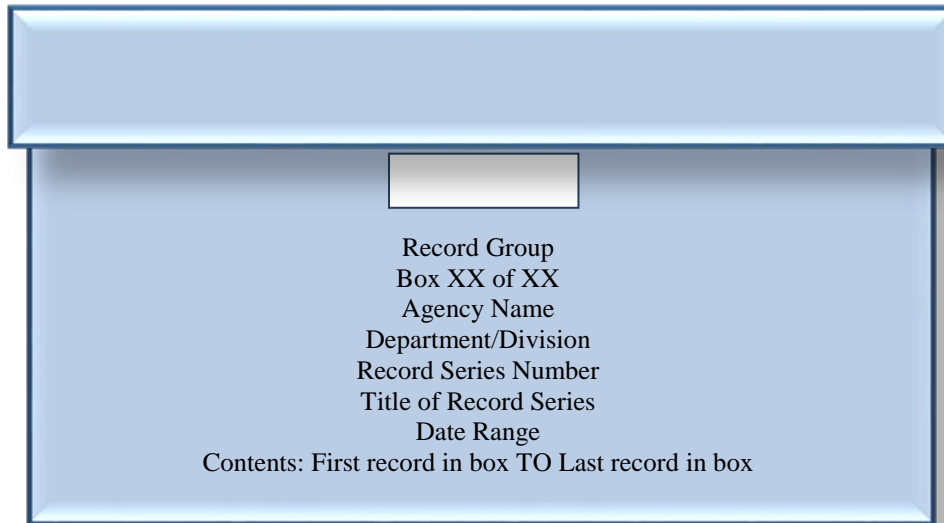 Record Group
Box XX of XX
Agency Name
Department/Division
Record Series Number
Title of Record Series
Date Range
Contents: First record in box TO Last record in box